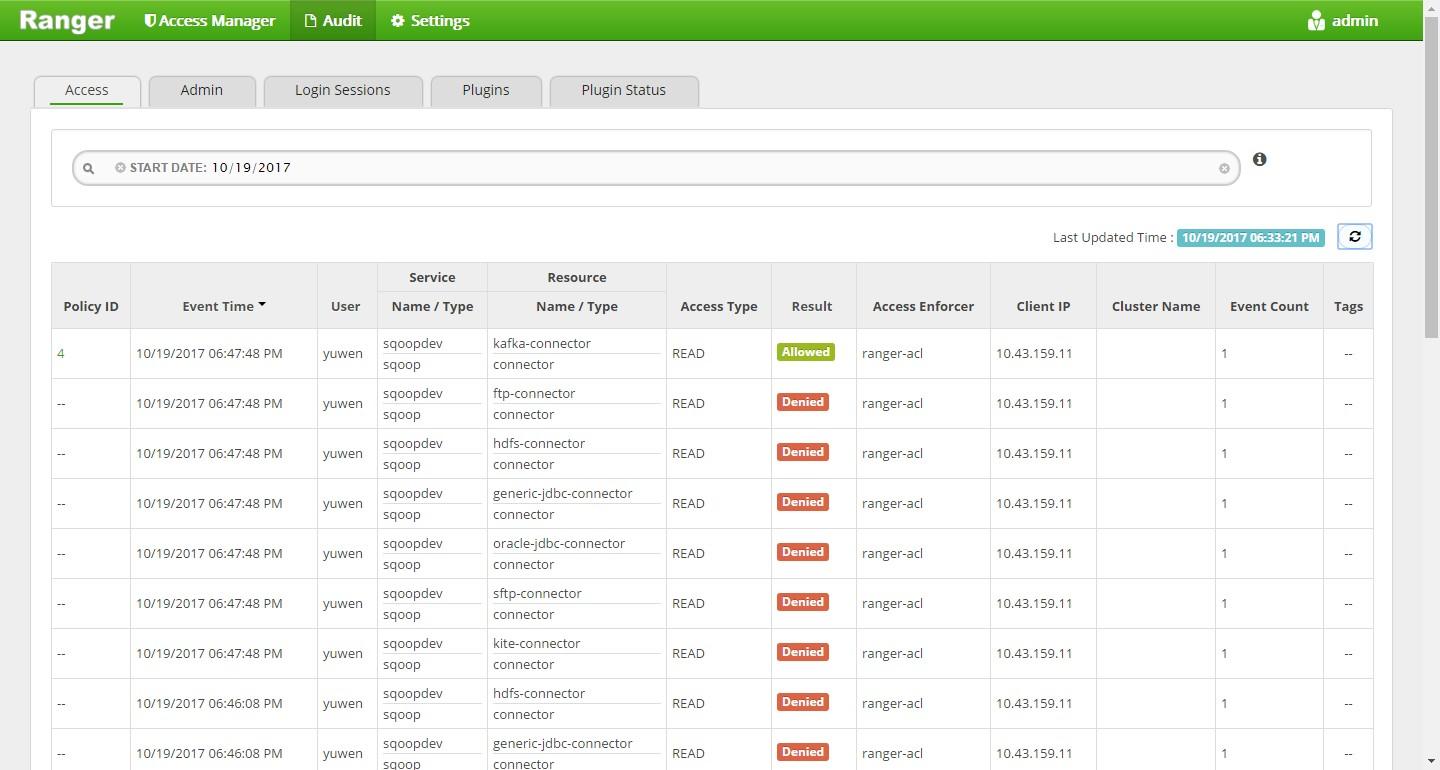 Ranger Access Manager Audit Settings admin
Access Admin Login Sessions Plugins Plugin Status
START DATE: 10/19/2017
Last Updated Time : 10/19/2017 06:33:21 PM
Service Resource
Policy ID Event Time User Name / Type Name / Type Access Type Result Access Enforcer Client IP Cluster Name Event Count Tags
sqoopdev kafka-connector
4 10/19/2017 06:47:48 PM yuwen READ Allowed ranger-acl 10.43.159.11 1 --
sqoop connector
sqoopdev ftp-connector
-- 10/19/2017 06:47:48 PM yuwen READ Denied ranger-acl 10.43.159.11 1 --
sqoop connector
sqoopdev hdfs-connector
-- 10/19/2017 06:47:48 PM yuwen READ Denied ranger-acl 10.43.159.11 1 --
sqoop connector
sqoopdev generic-jdbc-connector
-- 10/19/2017 06:47:48 PM yuwen READ Denied ranger-acl 10.43.159.11 1 --
sqoop connector
sqoopdev oracle-jdbc-connector
-- 10/19/2017 06:47:48 PM yuwen READ Denied ranger-acl 10.43.159.11 1 --
sqoop connector
sqoopdev sftp-connector
-- 10/19/2017 06:47:48 PM yuwen READ Denied ranger-acl 10.43.159.11 1 --
sqoop connector
sqoopdev kite-connector
-- 10/19/2017 06:47:48 PM yuwen READ Denied ranger-acl 10.43.159.11 1 --
sqoop connector
sqoopdev hdfs-connector
-- 10/19/2017 06:46:08 PM yuwen READ Denied ranger-acl 10.43.159.11 1 --
sqoop connector
sqoopdev generic-jdbc-connector
-- 10/19/2017 06:46:08 PM yuwen READ Denied ranger-acl 10.43.159.11 1 --
sqoop connector